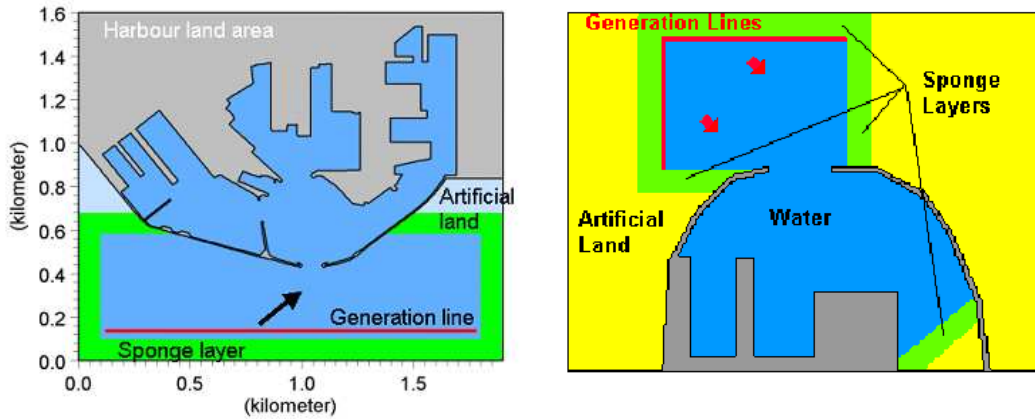 1.6
1.4
1.2
1.0
0.8
0.6
0.4
0.2
0.0
(kilometer)
Harbour land area
Artificial
land
Generation line
Sponge layer
0.0
0.5
1.0
1.5
(kilometer)
Generation Lines
Sponge
Layers
Artificial
Land
Water